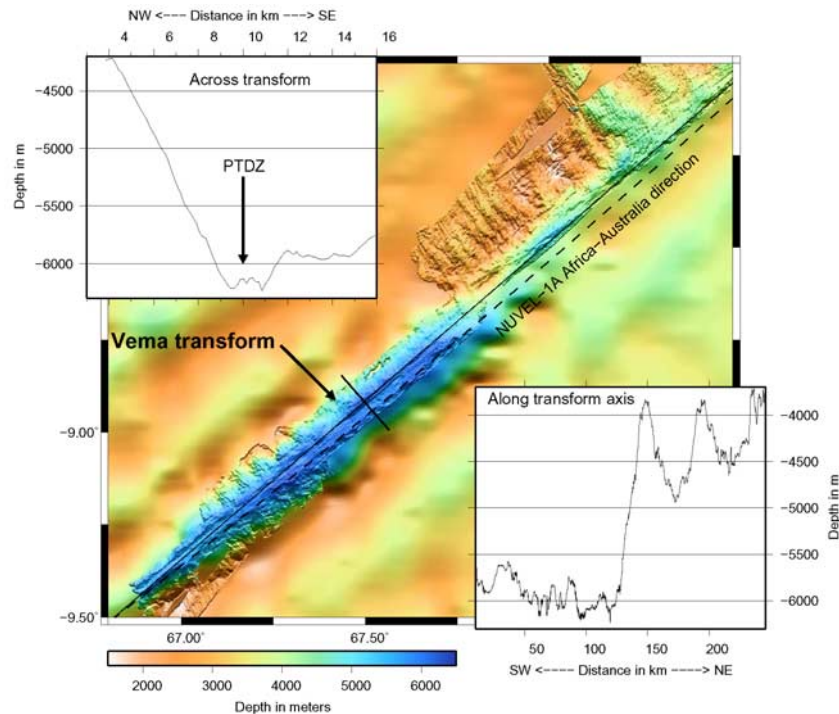 NW <---- Distance in km ----> SE
4 6 8 9 10 12 14 16
Across transform
−4500
−5000
−5500
−6000
Depth in m
PTDZ
NUVEL−1A Africa−Australia direction
Vema transform
−9.00°
−9.50°
67.00°
67.50°
Along transform axis
−4000
−4500
−5000
−5500
−6000
Depth in m
50 100 150 200
SW <----- Distance in km ----> NE
2000 3000 4000 5000 6000
Depth in meters